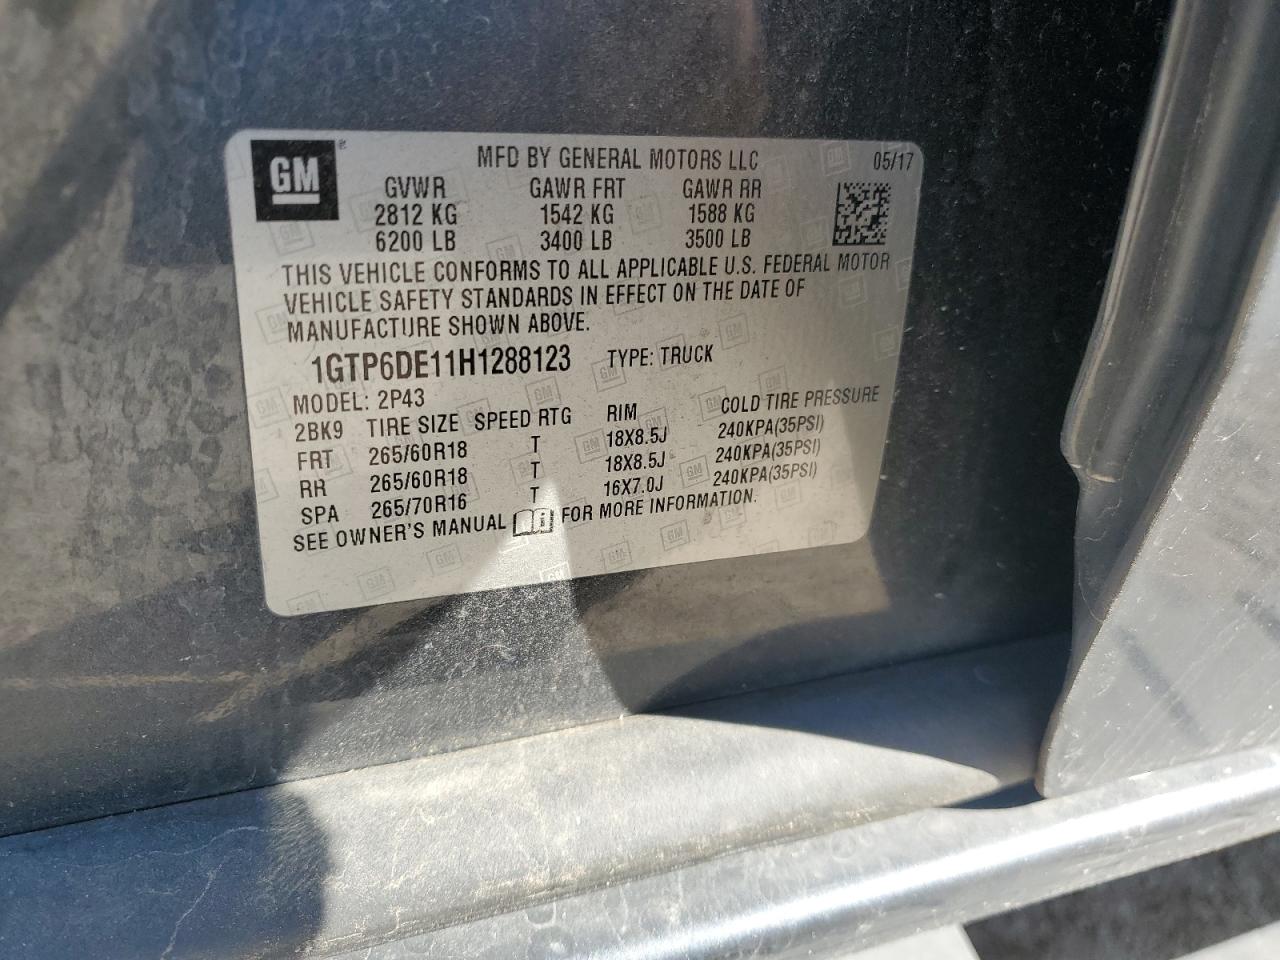 GM® MFD BY GENERAL MOTORS LLC 05/17
GVWR GAWR FRT GAWR RR
2812 KG 1542 KG 1588 KG
6200 LB 3400 LB 3500 LB
THIS VEHICLE CONFORMS TO ALL APPLICABLE U.S. FEDERAL MOTOR
VEHICLE SAFETY STANDARDS IN EFFECT ON THE DATE OF
MANUFACTURE SHOWN ABOVE.
1GTP6DE11H1288123 TYPE: TRUCK
MODEL: 2P43
2BK9 TIRE SIZE SPEED RTG RIM COLD TIRE PRESSURE
FRT 265/60R18 T 18X8.5J 240KPA(35PSI)
RR 265/60R18 T 18X8.5J 240KPA(35PSI)
SPA 265/70R16 T 16X7.0J 240KPA(35PSI)
SEE OWNER'S MANUAL FOR MORE INFORMATION.